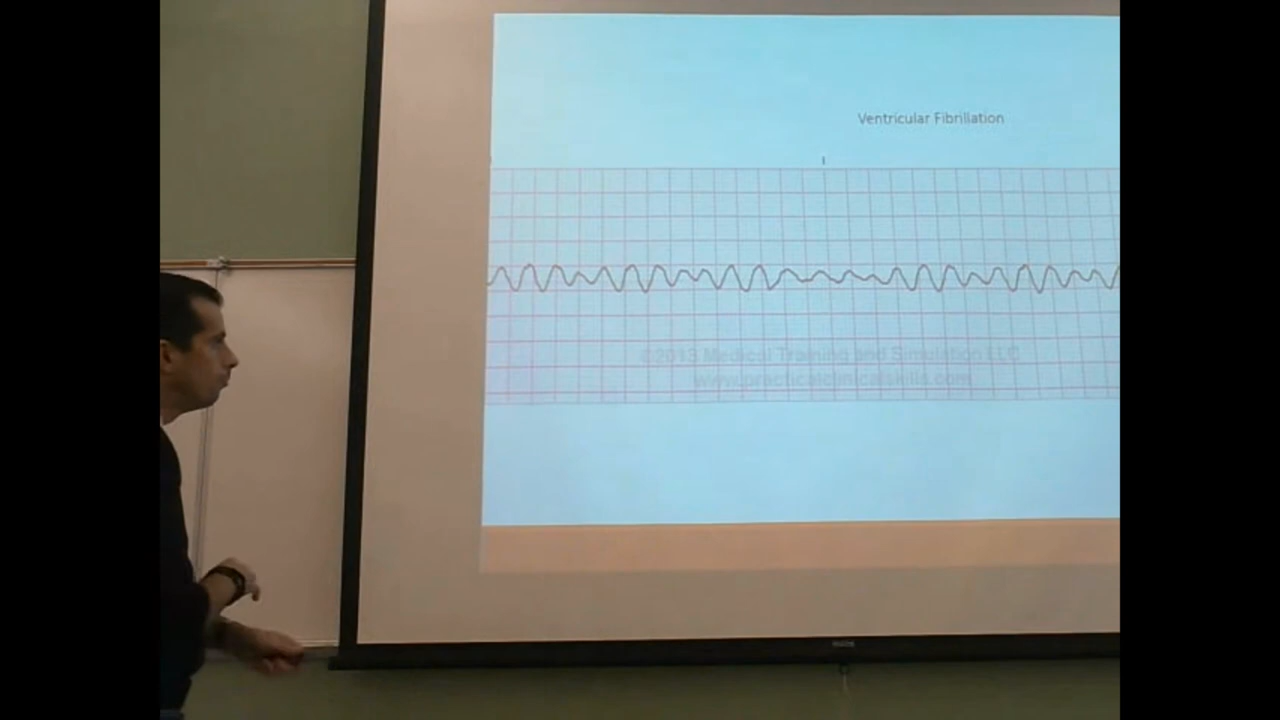 Ventricular Fibrillation
©2013 Medical Training and Simulation LLC
www.practicalclinicalskills.com